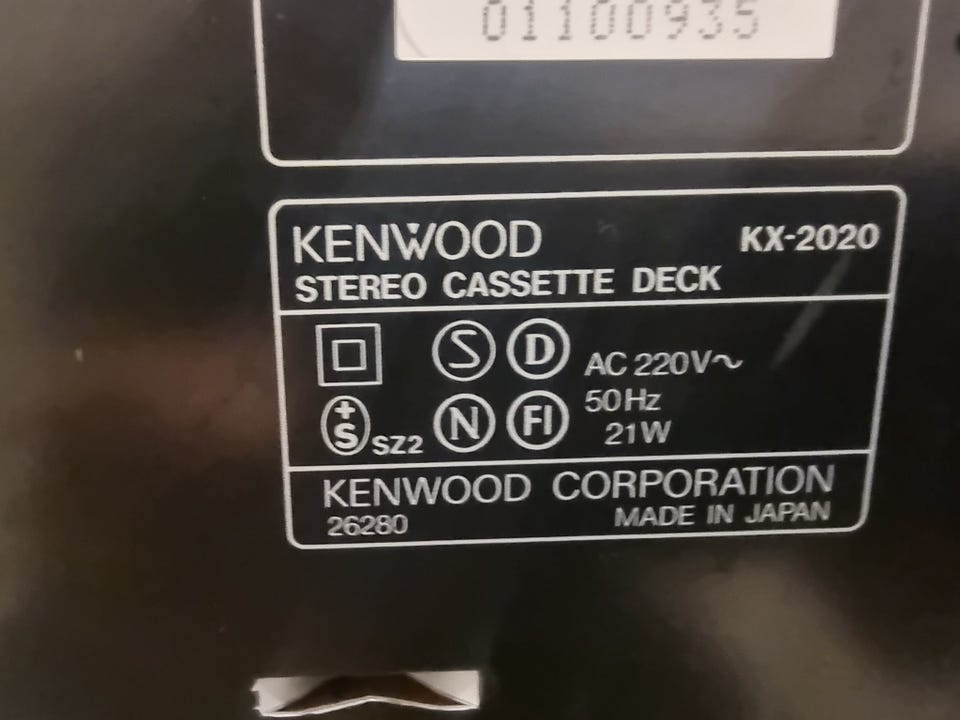 01100935
KENWOOD KX-2020
STEREO CASSETTE DECK
S D AC 220V~
50Hz
+S SZ2 N FI 21W
KENWOOD CORPORATION
26280 MADE IN JAPAN